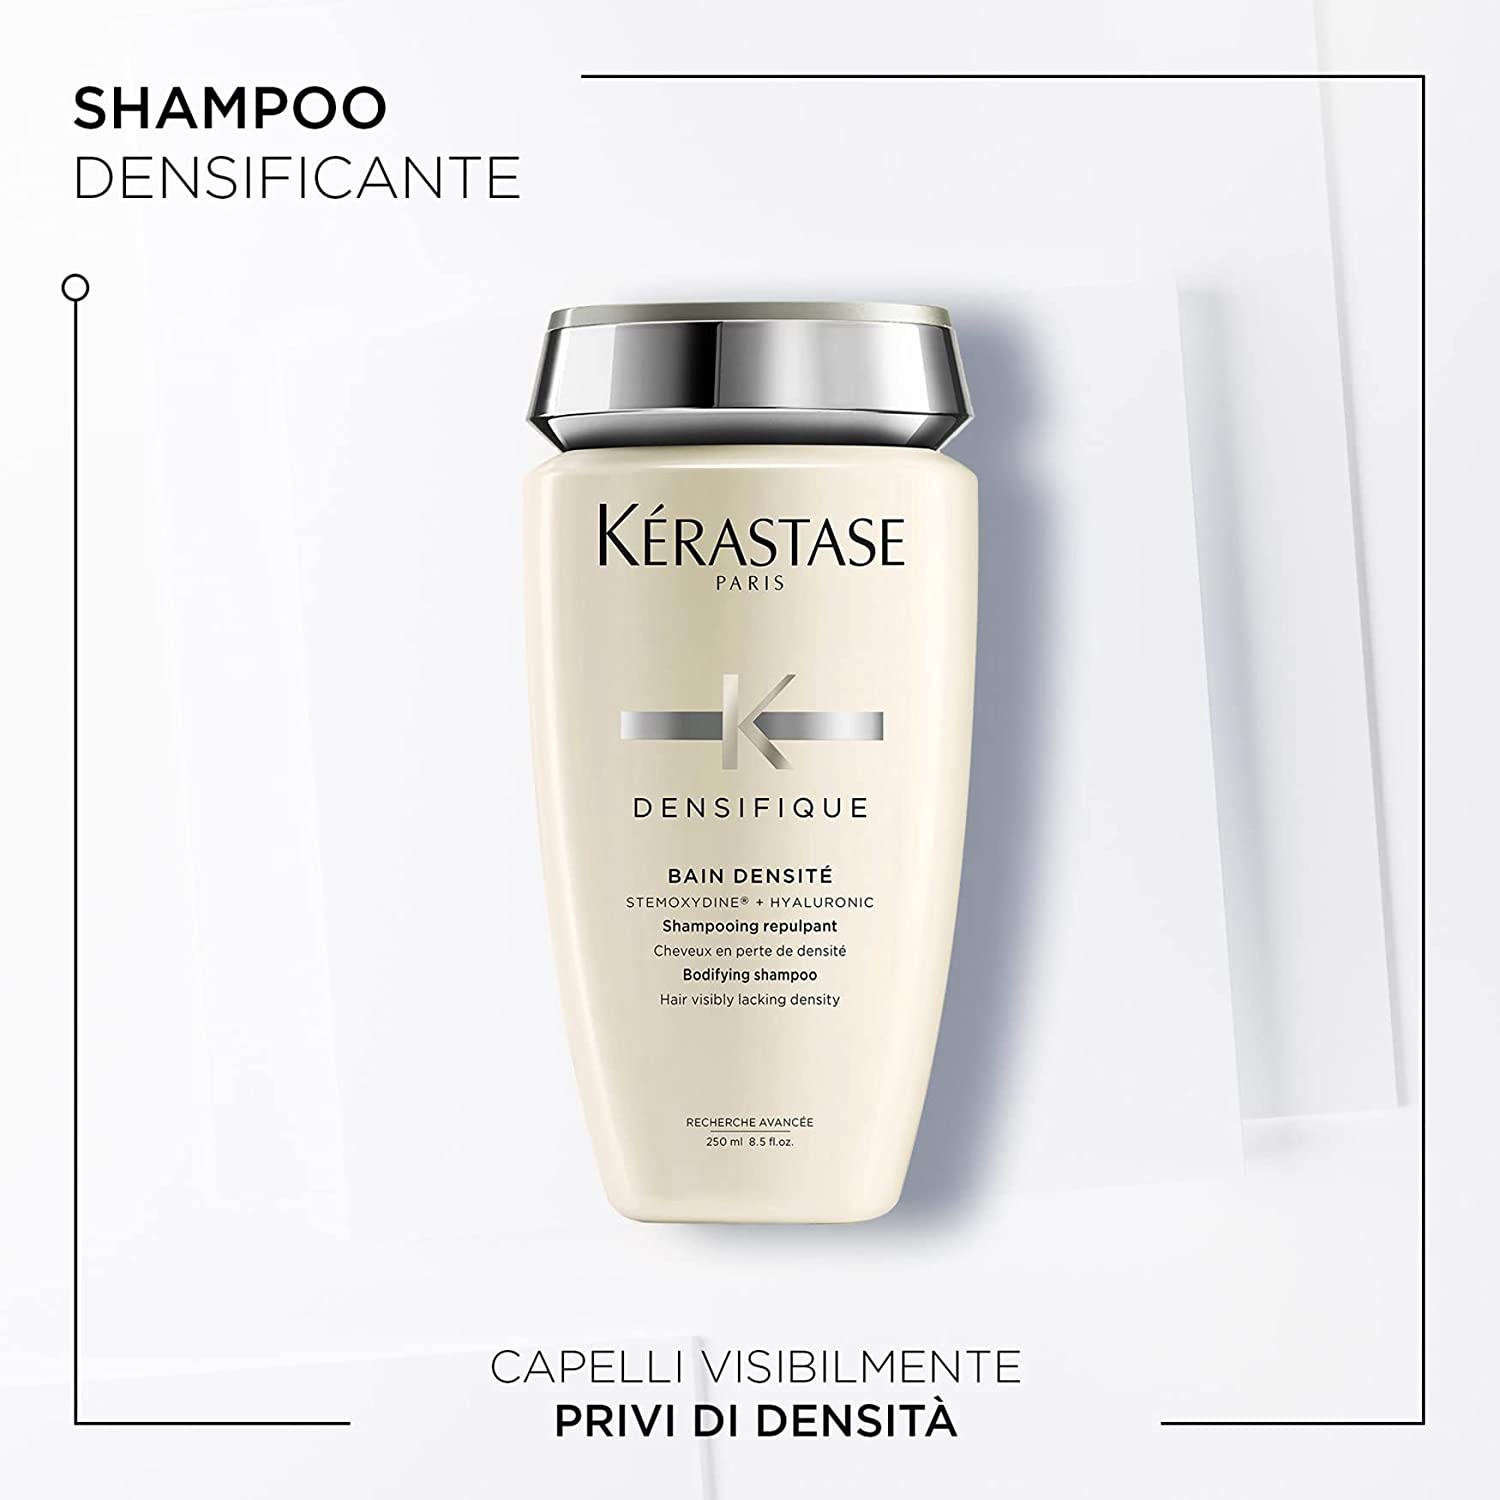 SHAMPOO
DENSIFICANTE
KÉRASTASE
PARIS
K
DENSIFIQUE
BAIN DENSITÉ
STEMOXYDINE® + HYALURONIC
Shampooing repulpant
Cheveux en perte de densité
Bodifying shampoo
Hair visibly lacking density
RECHERCHE AVANCÉE
250 ml 8.5 fl.oz.
CAPELLI VISIBILMENTE
PRIVI DI DENSITÀ